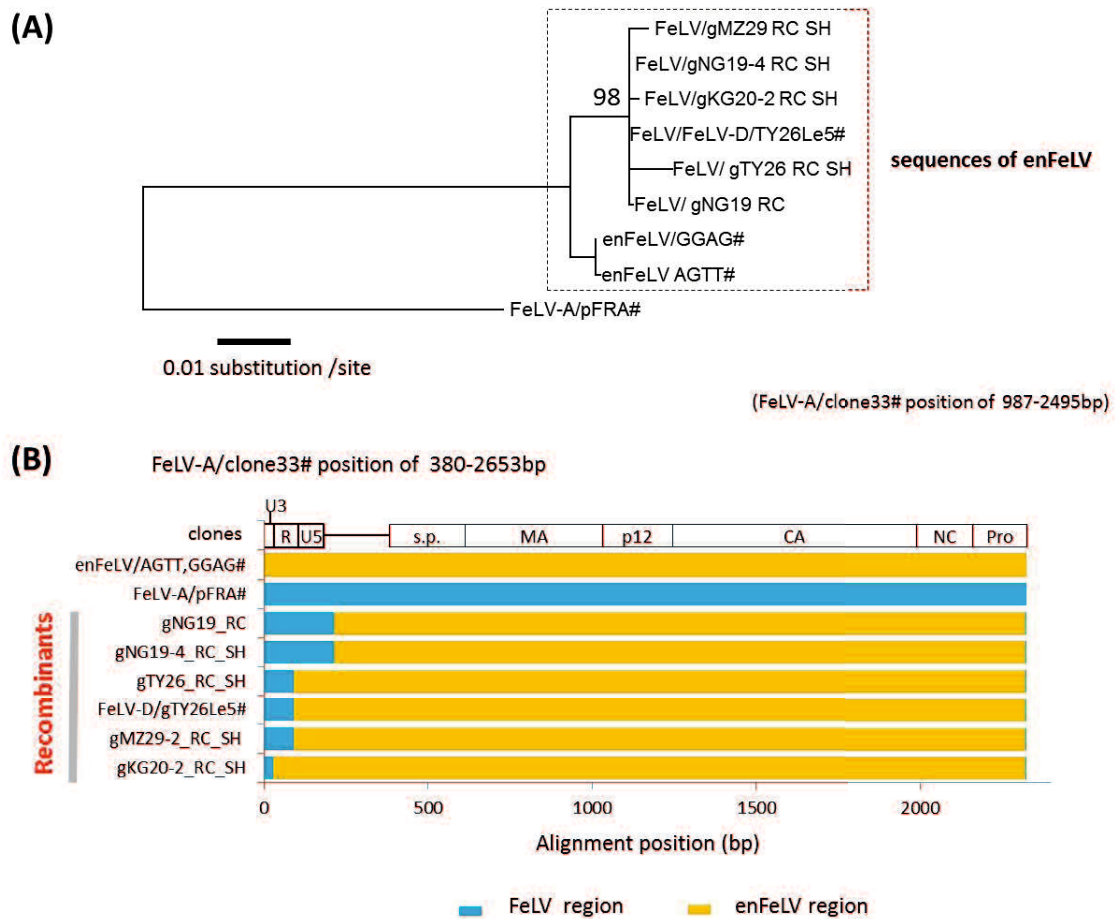 (A)
FeLV/gMZ29 RC SH
FeLV/gNG19-4 RC SH
98
FeLV/gKG20-2 RC SH
FeLV/FeLV-D/TY26Le5#
sequences of enFeLV
FeLV/ gTY26 RC SH
FeLV/ gNG19 RC
enFeLV/GGAG#
enFeLV AGTT#
FeLV-A/pFRA#
0.01 substitution /site
(FeLV-A/clone33# position of 987-2495bp)
(B)
FeLV-A/clone33# position of 380-2653bp
U3
clones R U5 s.p. MA p12 CA NC Pro
enFeLV/AGTT,GGAG#
FeLV-A/pFRA#
Recombinants
gNG19_RC
gNG19-4_RC_SH
gTY26_RC_SH
FeLV-D/gTY26Le5#
gMZ29-2_RC_SH
gKG20-2_RC_SH
0 500 1000 1500 2000
Alignment position (bp)
FeLV region enFeLV region